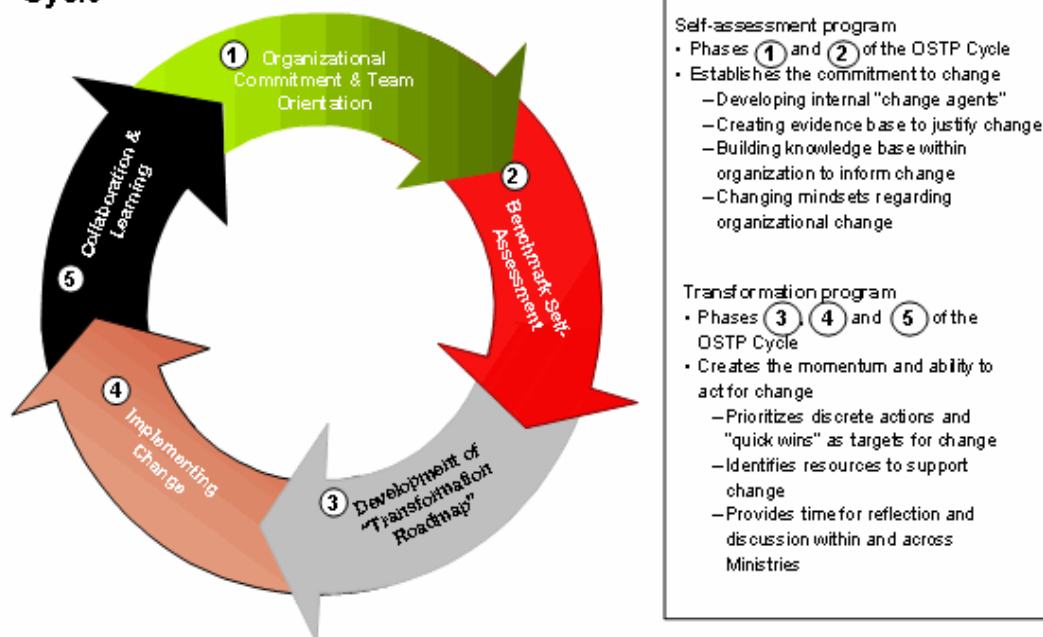 Cycle
1
Organizational
Commitment & Team
Orientation
2
Benchmark Self-
Assessment
3
Development of
"Transformation
Roadmap"
4
Implementing
Change
5
Collaboration &
Learning
Self-assessment program
• Phases 1 and 2 of the OSTP Cycle
• Establishes the commitment to change
–Developing internal "change agents"
–Creating evidence base to justify change
–Building knowledge base within
organization to inform change
–Changing mindsets regarding
organizational change
Transformation program
• Phases 3, 4 and 5 of the
OSTP Cycle
• Creates the momentum and ability to
act for change
–Prioritizes discrete actions and
"quick wins" as targets for change
–Identifies resources to support
change
–Provides time for reflection and
discussion within and across
Ministries